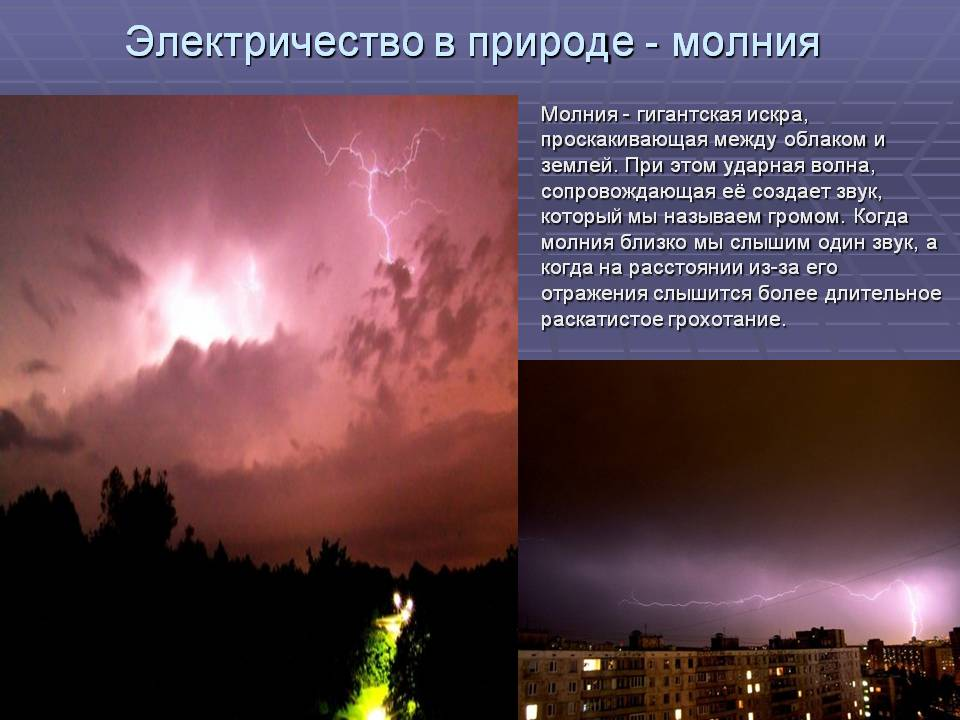 Электричество в природе - молния
Молния - гигантская искра,
проскакивающая между облаком и
землей. При этом ударная волна,
сопровождающая её создает звук,
который мы называем громом. Когда
молния близко мы слышим один звук, а
когда на расстоянии из-за его
отражения слышится более длительное
раскатистое грохотание.